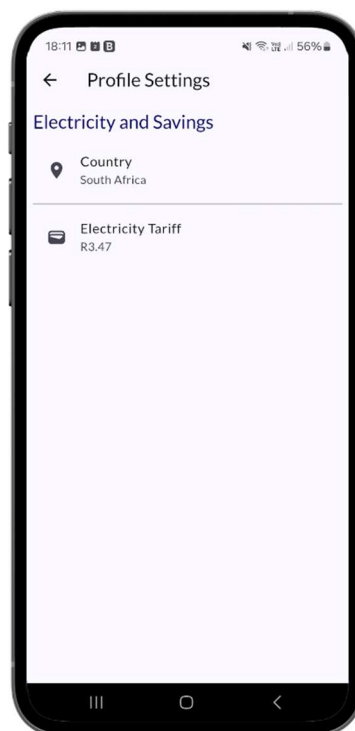 18:11 B 56%
Profile Settings
Electricity and Savings
Country
South Africa
Electricity Tariff
R3.47